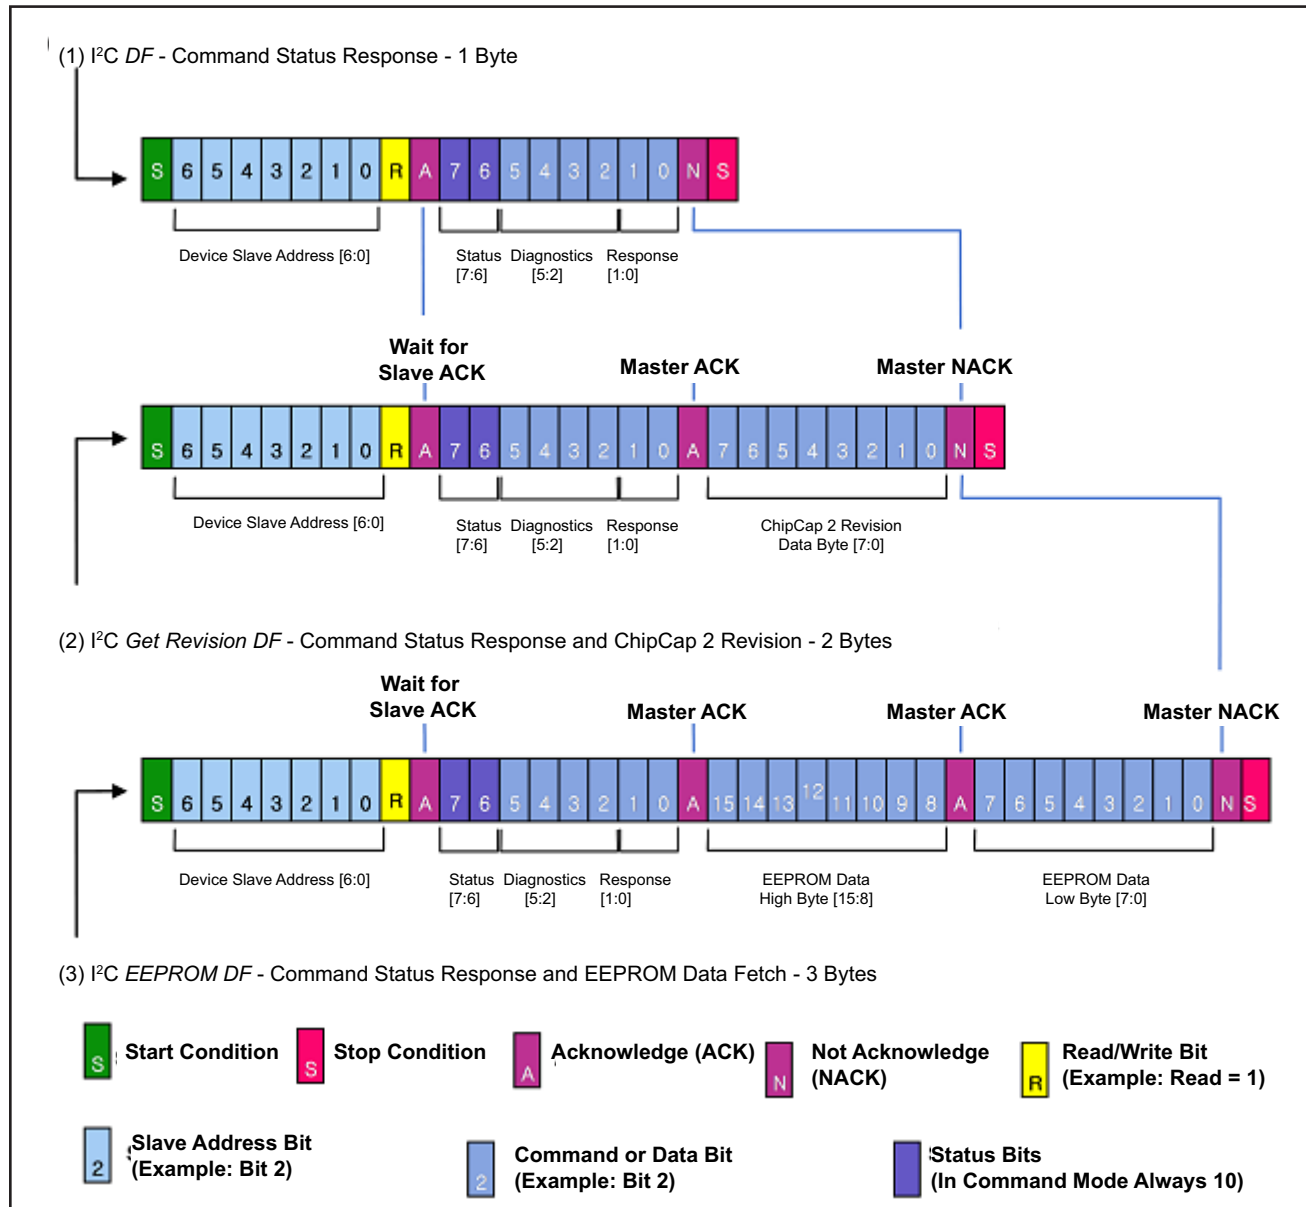 (1) I²C DF - Command Status Response - 1 Byte
S 6 5 4 3 2 1 0 R A 7 6 5 4 3 2 1 0 N S
Device Slave Address [6:0]
Status Diagnostics Response
[7:6] [5:2] [1:0]
Wait for
Slave ACK Master ACK Master NACK
S 6 5 4 3 2 1 0 R A 7 6 5 4 3 2 1 0 A 7 6 5 4 3 2 1 0 N S
Device Slave Address [6:0]
Status Diagnostics Response ChipCap 2 Revision
[7:6] [5:2] [1:0] Data Byte [7:0]
(2) I²C Get Revision DF - Command Status Response and ChipCap 2 Revision - 2 Bytes
Wait for
Slave ACK Master ACK Master ACK Master NACK
S 6 5 4 3 2 1 0 R A 7 6 5 4 3 2 1 0 A 15 14 13 12 11 10 9 8 A 7 6 5 4 3 2 1 0 N S
Device Slave Address [6:0] Status Diagnostics Response EEPROM Data EEPROM Data
[7:6] [5:2] [1:0] High Byte [15:8] Low Byte [7:0]
(3) I²C EEPROM DF - Command Status Response and EEPROM Data Fetch - 3 Bytes
S Start Condition
S Stop Condition
A Acknowledge (ACK)
N Not Acknowledge
(NACK)
R Read/Write Bit
(Example: Read = 1)
2 Slave Address Bit
(Example: Bit 2)
2 Command or Data Bit
(Example: Bit 2)
Status Bits
(In Command Mode Always 10)